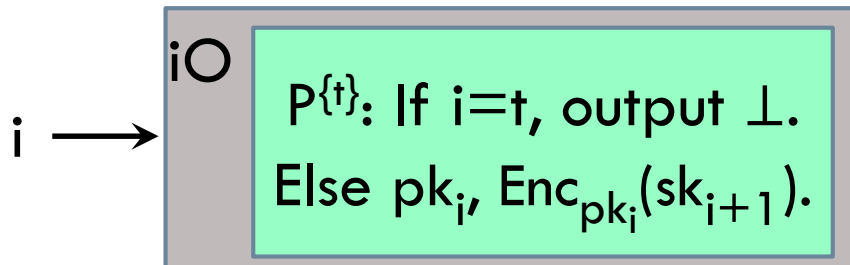 iO
i
P^{t}: If i=t, output ⊥.
Else pk_i, Enc_{pk_i}(sk_{i+1}).